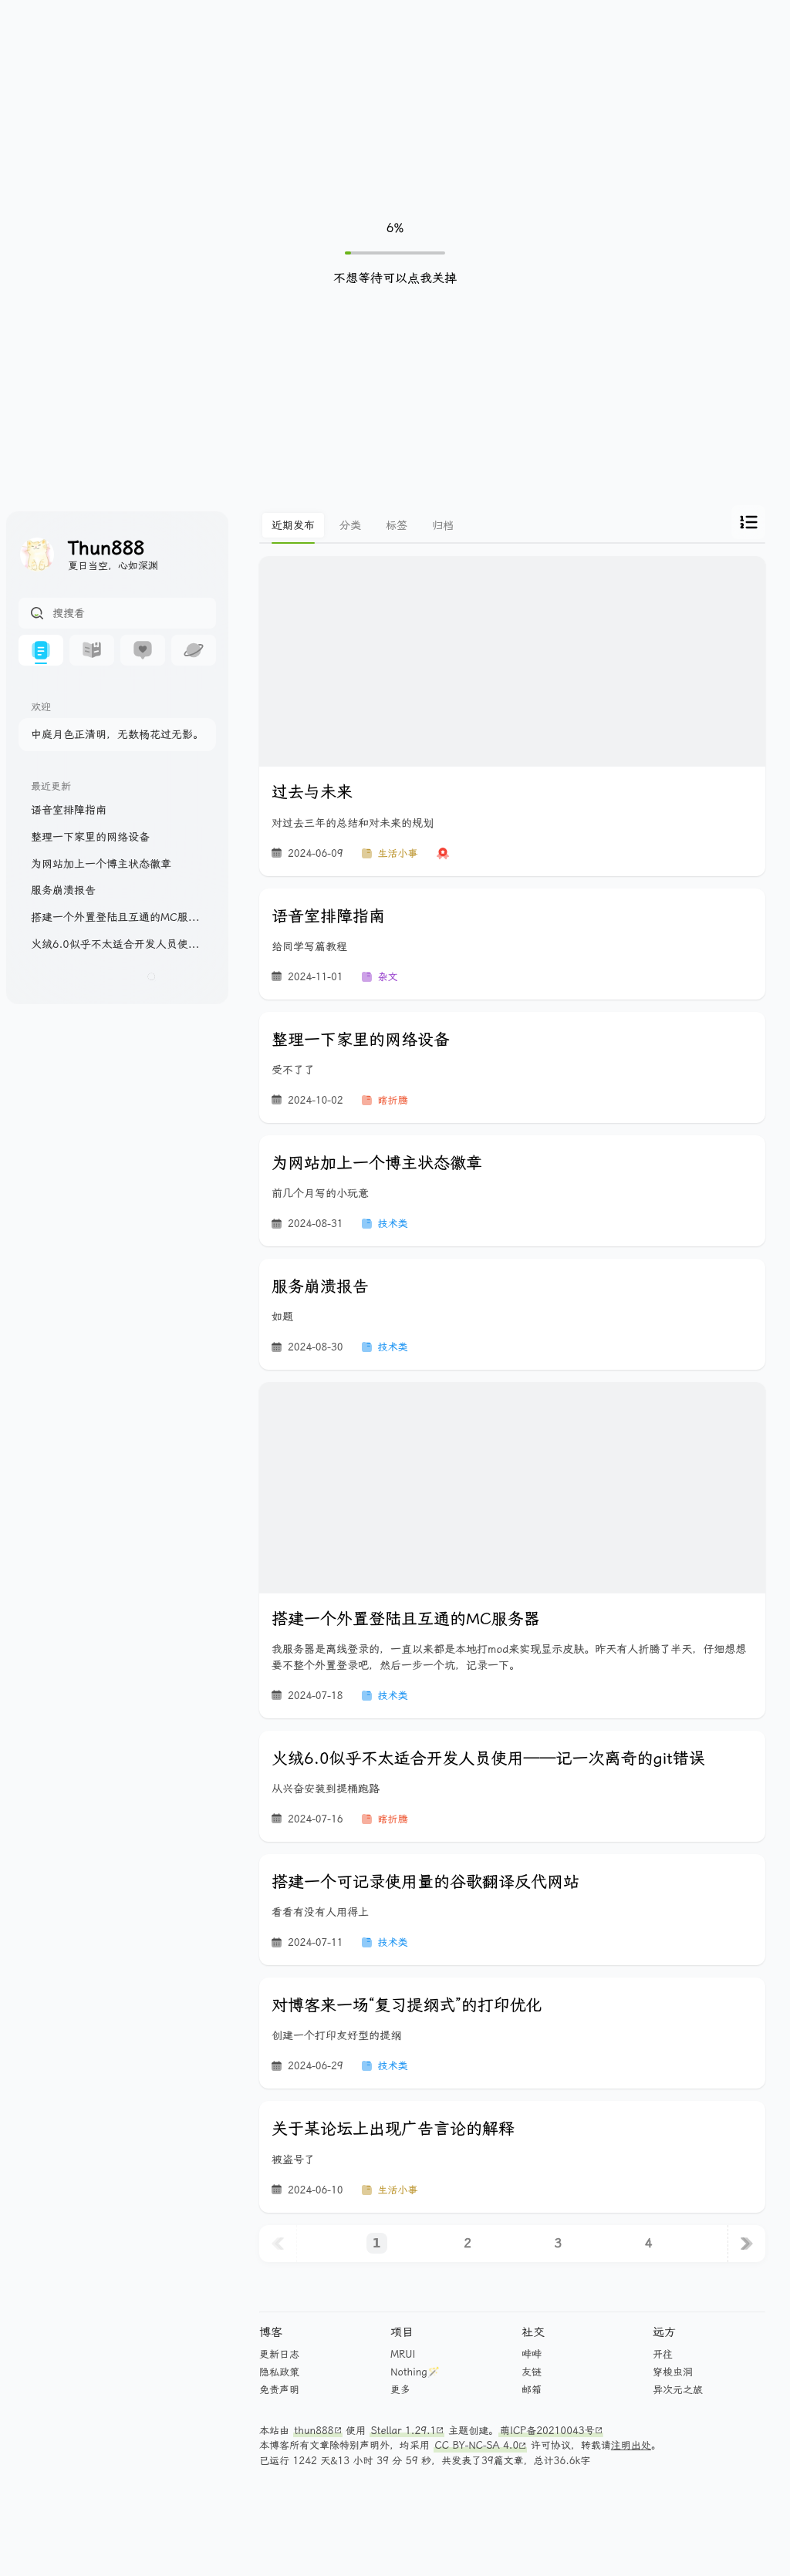 6%
不想等待可以点我关掉
Thun888
夏日当空，心如深渊
搜搜看
欢迎
中庭月色正清明，无数杨花过无影。
最近更新
语音室排障指南
整理一下家里的网络设备
为网站加上一个博主状态徽章
服务崩溃报告
搭建一个外置登陆且互通的MC服...
火绒6.0似乎不太适合开发人员使...
近期发布 分类 标签 归档
过去与未来
对过去三年的总结和对未来的规划
2024-06-09 生活小事
语音室排障指南
给同学写篇教程
2024-11-01 杂文
整理一下家里的网络设备
受不了了
2024-10-02 瞎折腾
为网站加上一个博主状态徽章
前几个月写的小玩意
2024-08-31 技术类
服务崩溃报告
如题
2024-08-30 技术类
搭建一个外置登陆且互通的MC服务器
我服务器是离线登录的，一直以来都是本地打mod来实现显示皮肤。昨天有人折腾了半天，仔细想想
要不整个外置登录吧，然后一步一个坑，记录一下。
2024-07-18 技术类
火绒6.0似乎不太适合开发人员使用——记一次离奇的git错误
从兴奋安装到提桶跑路
2024-07-16 瞎折腾
搭建一个可记录使用量的谷歌翻译反代网站
看看有没有人用得上
2024-07-11 技术类
对博客来一场“复习提纲式”的打印优化
创建一个打印友好型的提纲
2024-06-29 技术类
关于某论坛上出现广告言论的解释
被盗号了
2024-06-10 生活小事
1 2 3 4
博客 项目 社交 远方
更新日志 MRUI 哔哔 开往
隐私政策 Nothing🪄 友链 穿梭虫洞
免责声明 更多 邮箱 异次元之旅
本站由 thun888 使用 Stellar 1.29.1 主题创建。萌ICP备20210043号
本博客所有文章除特别声明外，均采用 CC BY-NC-SA 4.0 许可协议，转载请注明出处。
已运行 1242 天&13 小时 39 分 59 秒，共发表了39篇文章，总计36.6k字